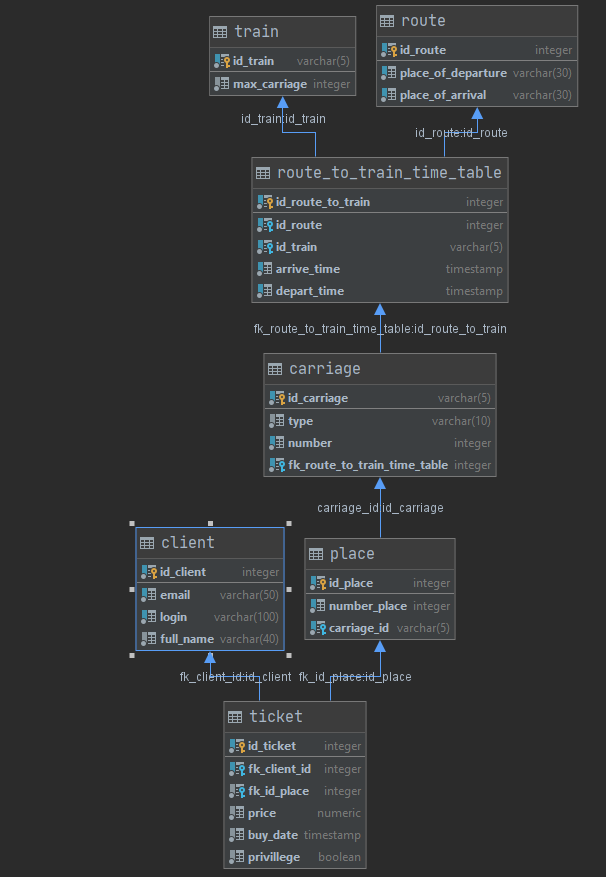 train
id_train varchar(5)
max_carriage integer
route
id_route integer
place_of_departure varchar(30)
place_of_arrival varchar(30)
id_train:id_train
id_route:id_route
route_to_train_time_table
id_route_to_train integer
id_route integer
id_train varchar(5)
arrive_time timestamp
depart_time timestamp
fk_route_to_train_time_table:id_route_to_train
carriage
id_carriage varchar(5)
type varchar(10)
number integer
fk_route_to_train_time_table integer
carriage_id:id_carriage
client
id_client integer
email varchar(50)
login varchar(100)
full_name varchar(40)
place
id_place integer
number_place integer
carriage_id varchar(5)
fk_client_id:id_client
fk_id_place:id_place
ticket
id_ticket integer
fk_client_id integer
fk_id_place integer
price numeric
buy_date timestamp
privillege boolean